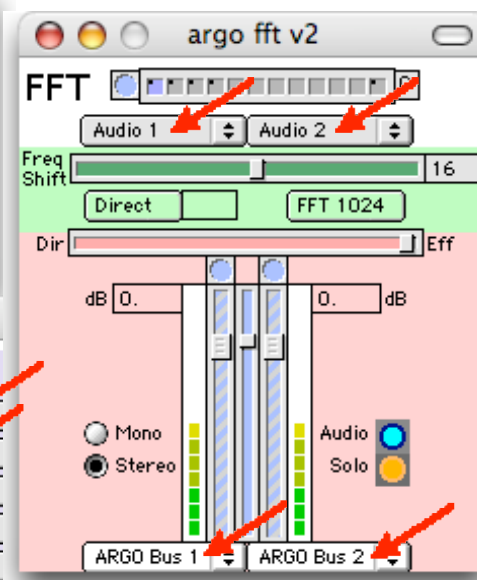 argo fft v2
FFT
Audio 1 Audio 2
Freq
Shift 16
Direct FFT 1024
Dir Eff
dB 0. 0. dB
Mono Audio
Stereo Solo
ARGO Bus 1 ARGO Bus 2